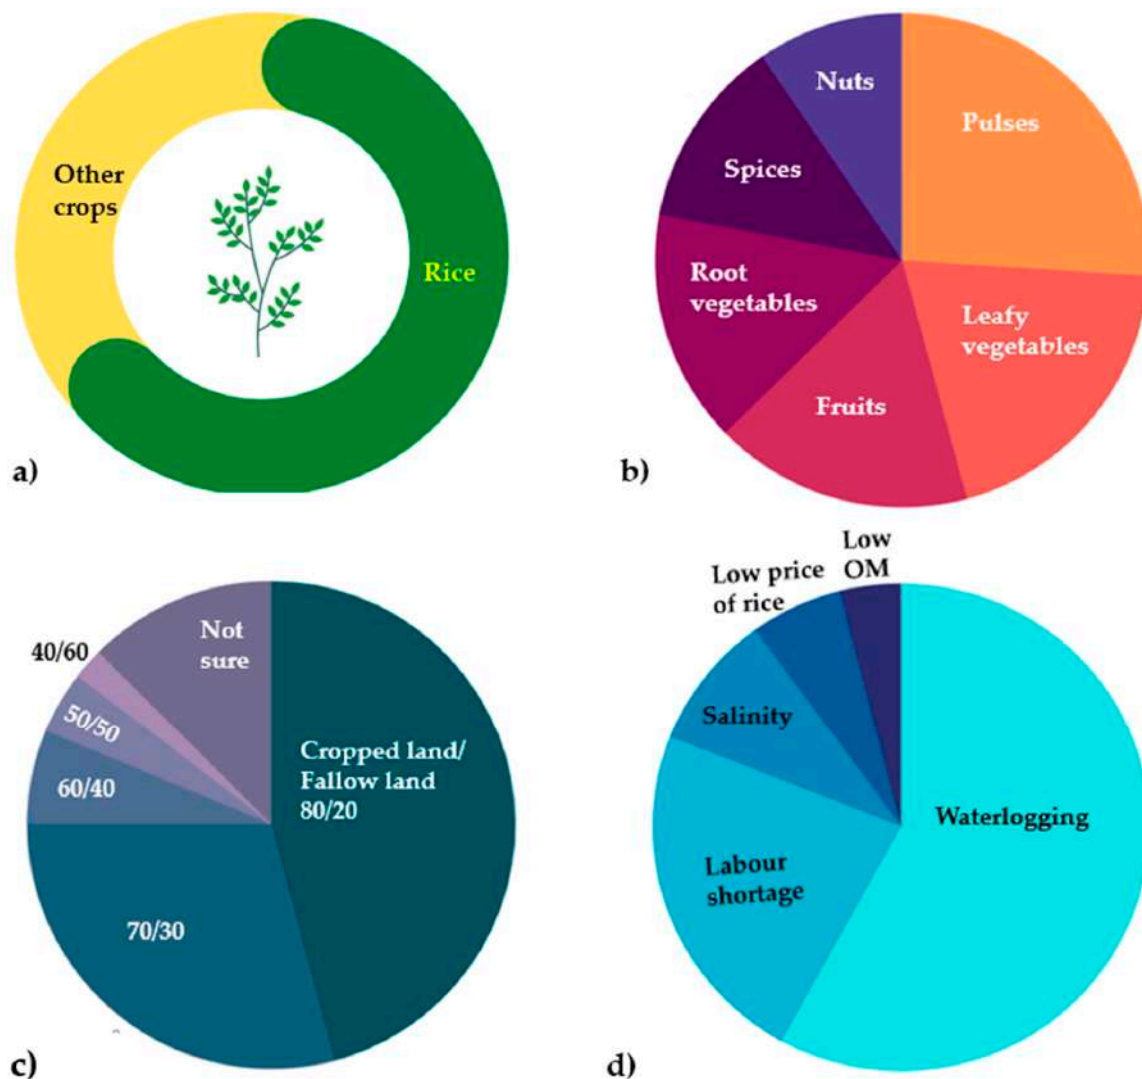 Other
crops
Rice
a)
Nuts
Pulses
Spices
Root
vegetables
Leafy
vegetables
Fruits
b)
Not
sure
40/60
50/50
60/40
Cropped land/
Fallow land
80/20
70/30
c)
Low
OM
Low price
of rice
Salinity
Waterlogging
Labour
shortage
d)